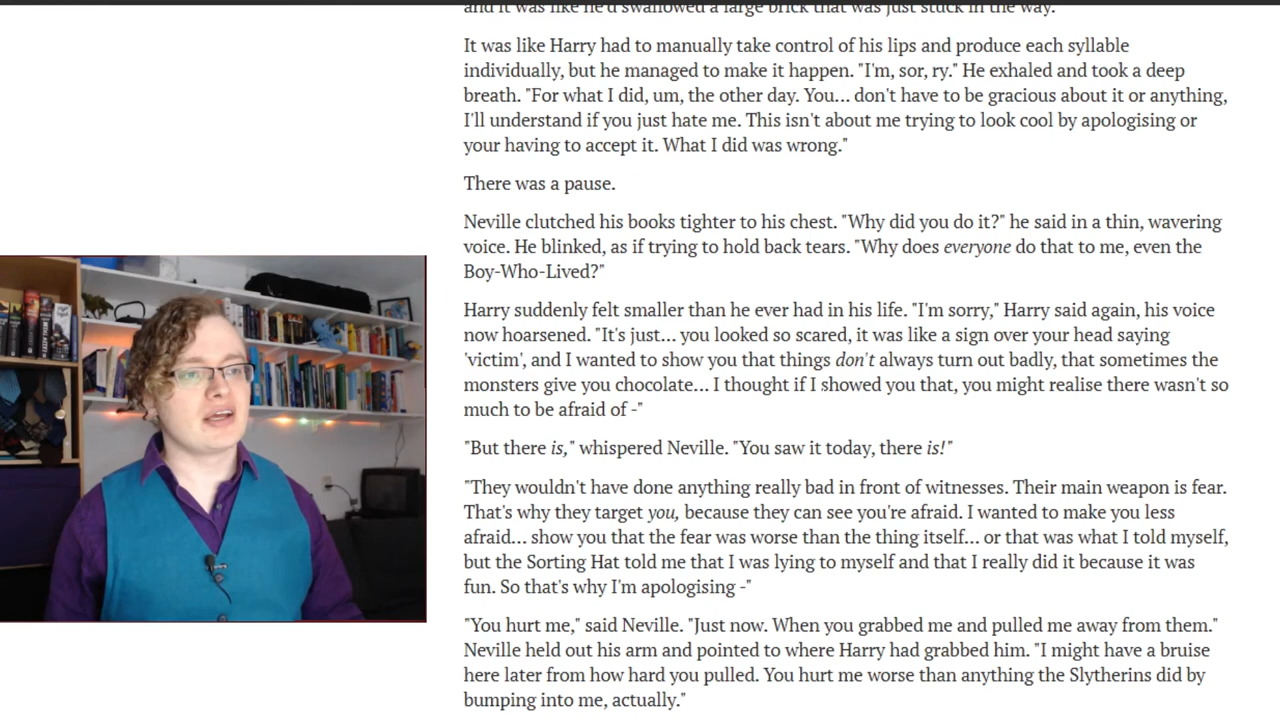 and it was like he'd swallowed a large brick that was just stuck in the way.
It was like Harry had to manually take control of his lips and produce each syllable
individually, but he managed to make it happen. "I'm, sor, ry." He exhaled and took a deep
breath. "For what I did, um, the other day. You... don't have to be gracious about it or anything,
I'll understand if you just hate me. This isn't about me trying to look cool by apologising or
your having to accept it. What I did was wrong."
There was a pause.
Neville clutched his books tighter to his chest. "Why did you do it?" he said in a thin, wavering
voice. He blinked, as if trying to hold back tears. "Why does everyone do that to me, even the
Boy-Who-Lived?"
Harry suddenly felt smaller than he ever had in his life. "I'm sorry," Harry said again, his voice
now hoarsened. "It's just... you looked so scared, it was like a sign over your head saying
'victim', and I wanted to show you that things don't always turn out badly, that sometimes the
monsters give you chocolate... I thought if I showed you that, you might realise there wasn't so
much to be afraid of -"
"But there is," whispered Neville. "You saw it today, there is!"
"They wouldn't have done anything really bad in front of witnesses. Their main weapon is fear.
That's why they target you, because they can see you're afraid. I wanted to make you less
afraid... show you that the fear was worse than the thing itself... or that was what I told myself,
but the Sorting Hat told me that I was lying to myself and that I really did it because it was
fun. So that's why I'm apologising -"
"You hurt me," said Neville. "Just now. When you grabbed me and pulled me away from them."
Neville held out his arm and pointed to where Harry had grabbed him. "I might have a bruise
here later from how hard you pulled. You hurt me worse than anything the Slytherins did by
bumping into me, actually."